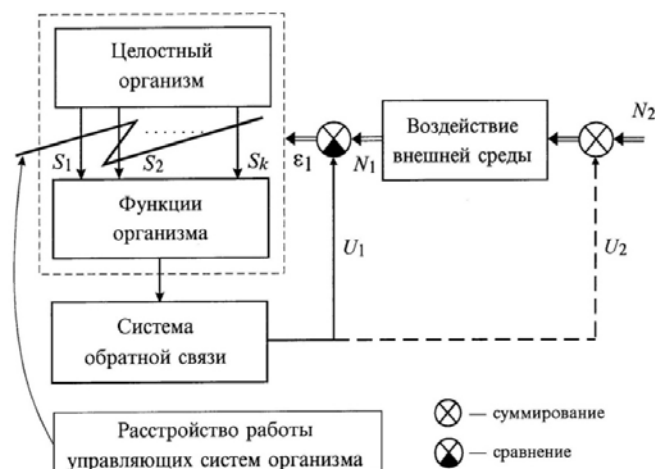 Целостный
организм
S1 S2 ........ Sk
Функции
организма
Система
обратной связи
Расстройство работы
управляющих систем организма
ε1
N1
Воздействие
внешней среды
N2
U1
U2
— суммирование
— сравнение